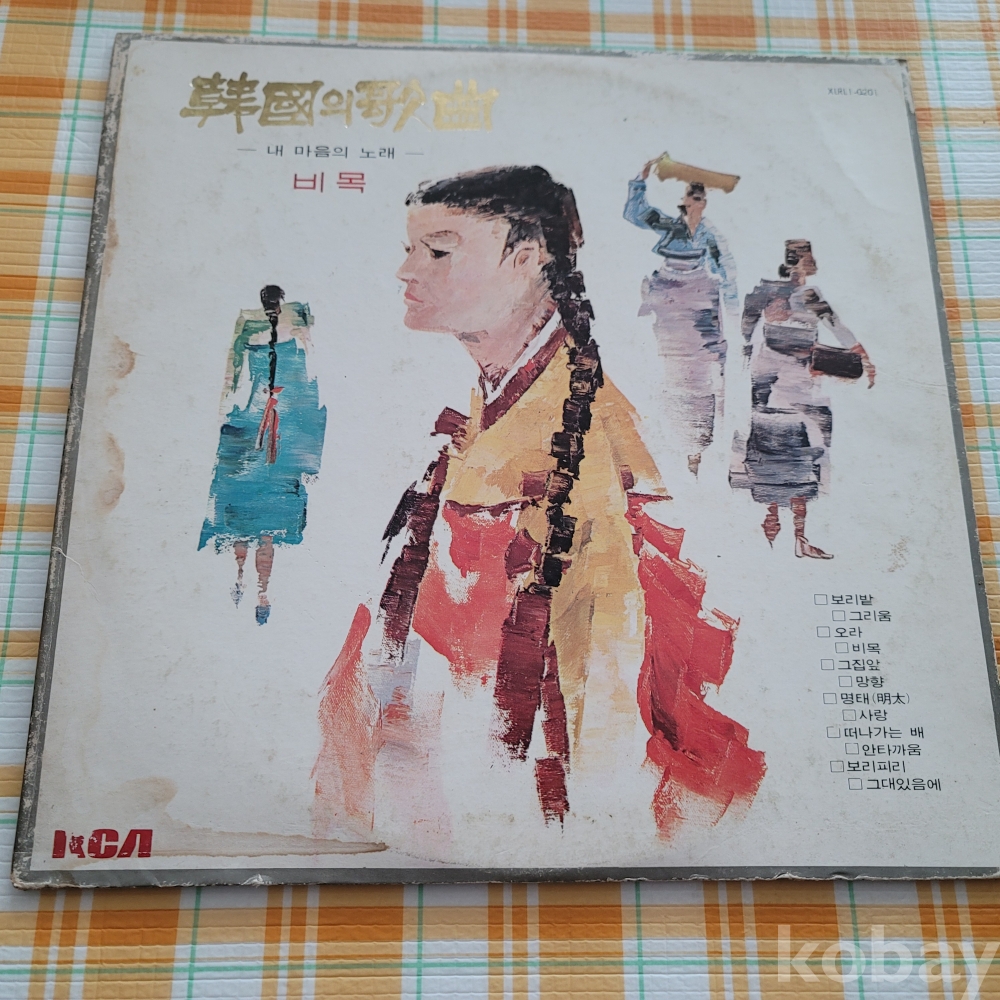 韓國의歌曲
XURL1-0201
— 내 마음의 노래 —
비목
□ 보리밭
□ 그리움
□ 오라
□ 비목
□ 그집앞
□ 망향
□ 명태(明太)
□ 사랑
□ 떠나가는 배
□ 안타까움
□ 보리피리
□ 그대있음에
RCA
kobay